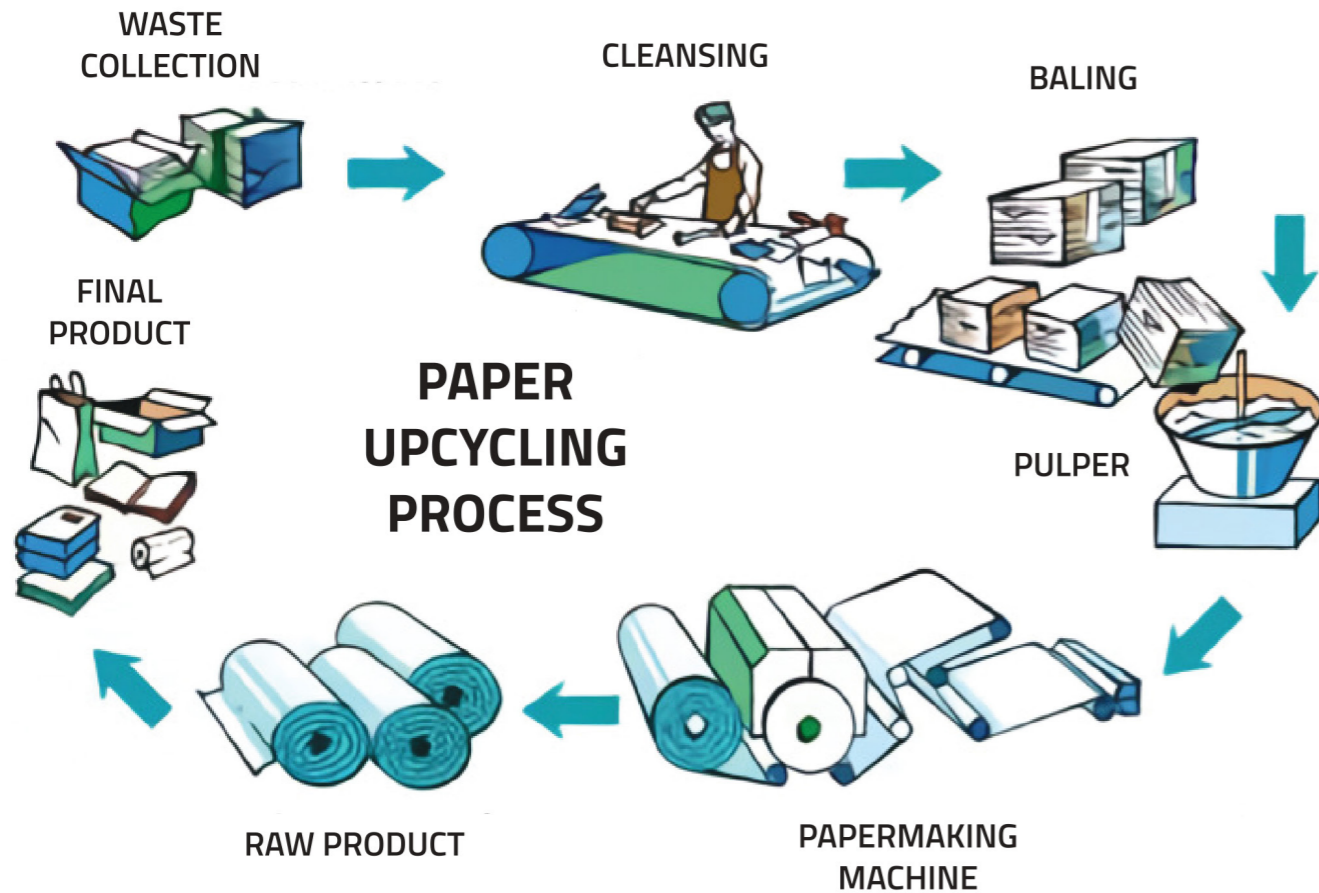 WASTE
COLLECTION
CLEANSING
BALING
FINAL
PRODUCT
PAPER
UPCYCLING
PROCESS
PULPER
RAW PRODUCT
PAPERMAKING
MACHINE